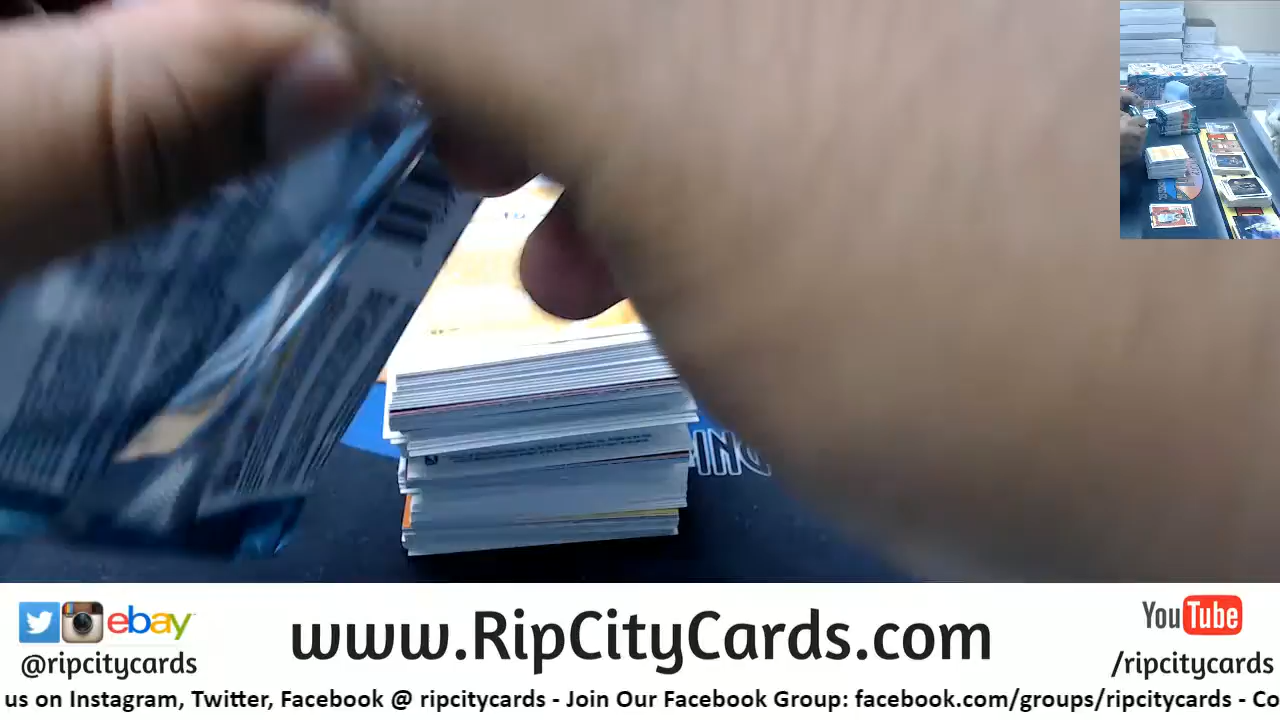 ING
ebay
@ripcitycards
www.RipCityCards.com
YouTube
/ripcitycards
us on Instagram, Twitter, Facebook @ ripcitycards - Join Our Facebook Group: facebook.com/groups/ripcitycards - Co